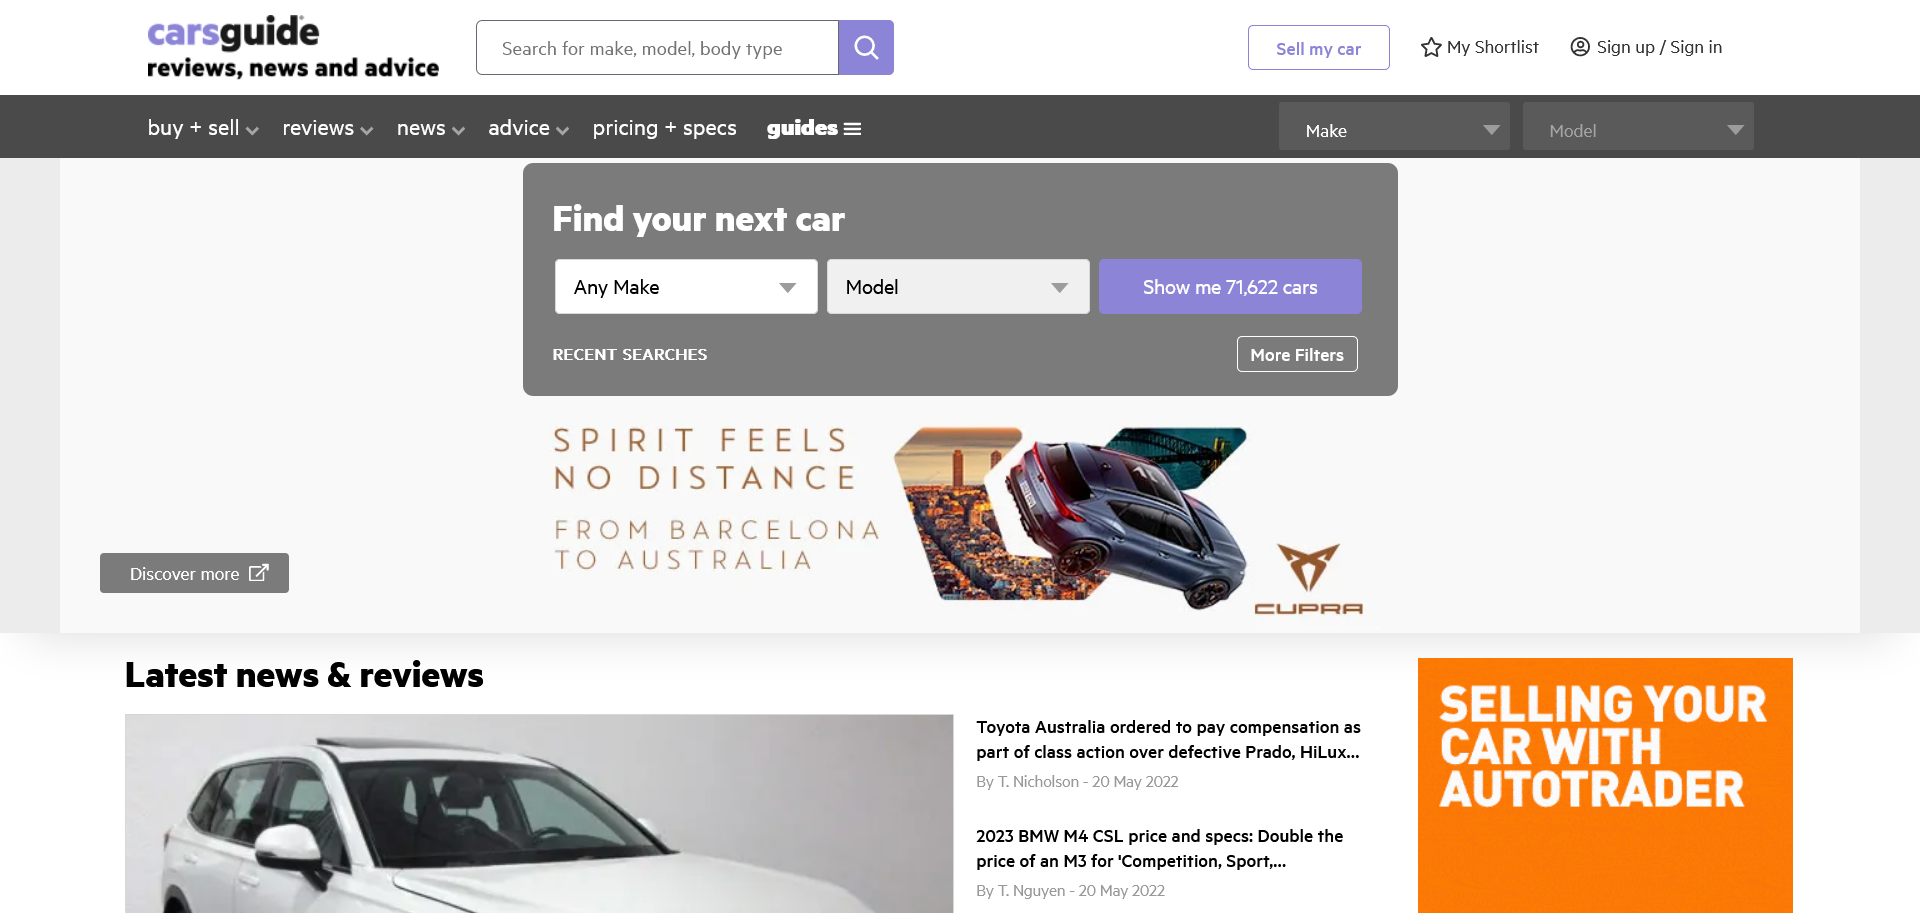 carsguide
reviews, news and advice
Search for make, model, body type
Sell my car
My Shortlist
Sign up / Sign in
buy + sell
reviews
news
advice
pricing + specs
guides
Make
Model
Find your next car
Any Make
Model
Show me 71,622 cars
RECENT SEARCHES
More Filters
SPIRIT FEELS
NO DISTANCE
FROM BARCELONA
TO AUSTRALIA
CUPRA
Discover more
Latest news & reviews
Toyota Australia ordered to pay compensation as
part of class action over defective Prado, HiLux...
By T. Nicholson - 20 May 2022
2023 BMW M4 CSL price and specs: Double the
price of an M3 for 'Competition, Sport,...
By T. Nguyen - 20 May 2022
SELLING YOUR
CAR WITH
AUTOTRADER